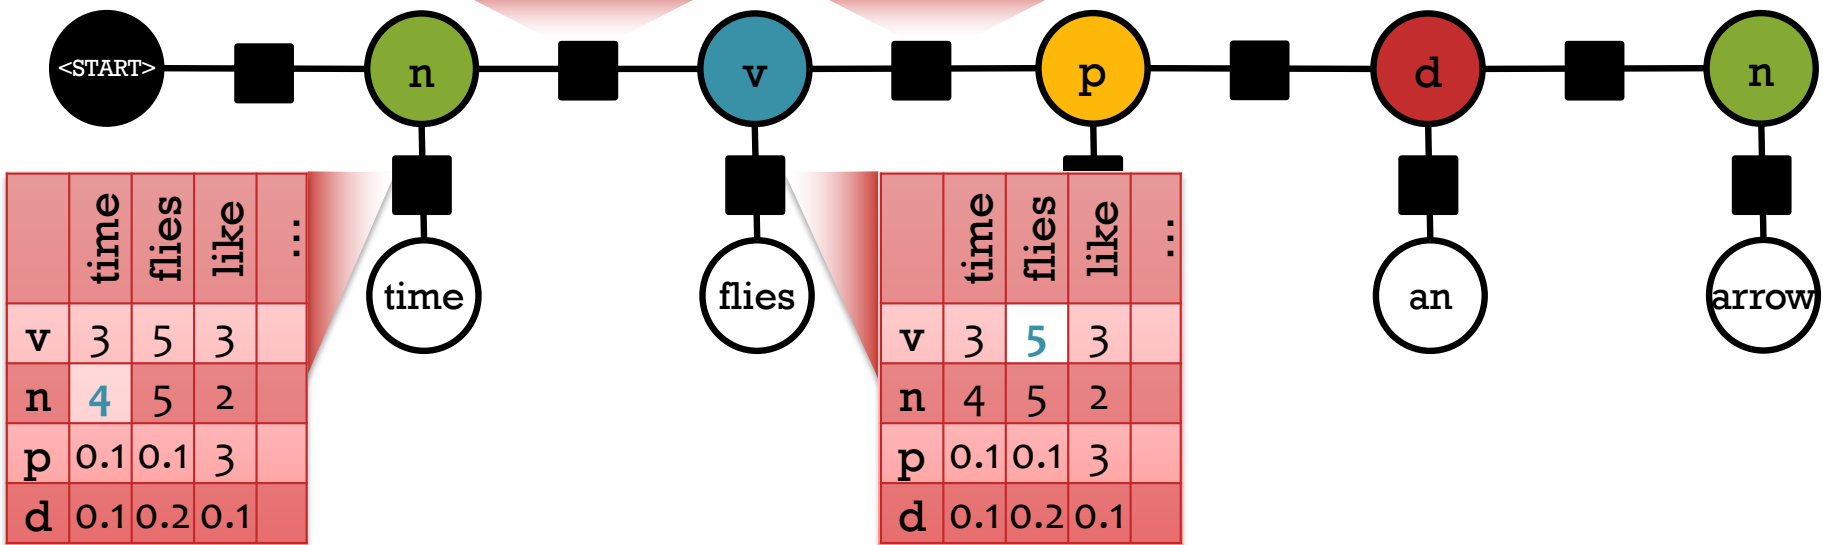 <START> n v p d n
time flies like ...
v 3 5 3
n 4 5 2
p 0.1 0.1 3
d 0.1 0.2 0.1
time
flies
time flies like ...
v 3 5 3
n 4 5 2
p 0.1 0.1 3
d 0.1 0.2 0.1
an
arrow